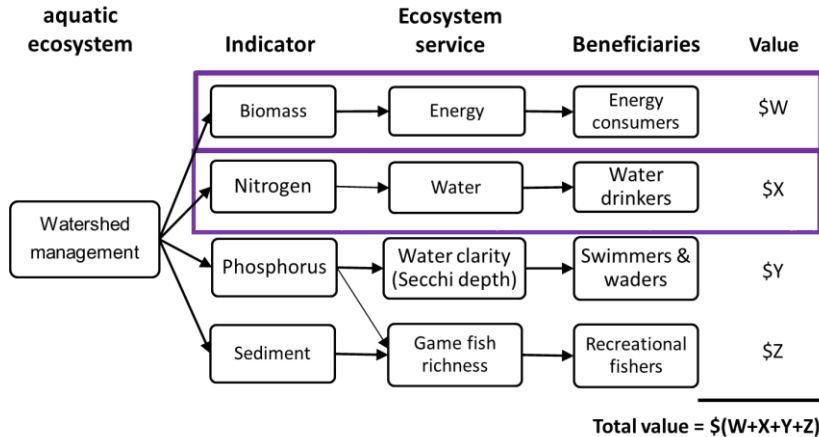 aquatic
ecosystem
Indicator
Ecosystem
service
Beneficiaries
Value
Biomass
Energy
Energy
consumers
$W
Nitrogen
Water
Water
drinkers
$X
Watershed
management
Phosphorus
Water clarity
(Secchi depth)
Swimmers &
waders
$Y
Sediment
Game fish
richness
Recreational
fishers
$Z
Total value = $(W+X+Y+Z)